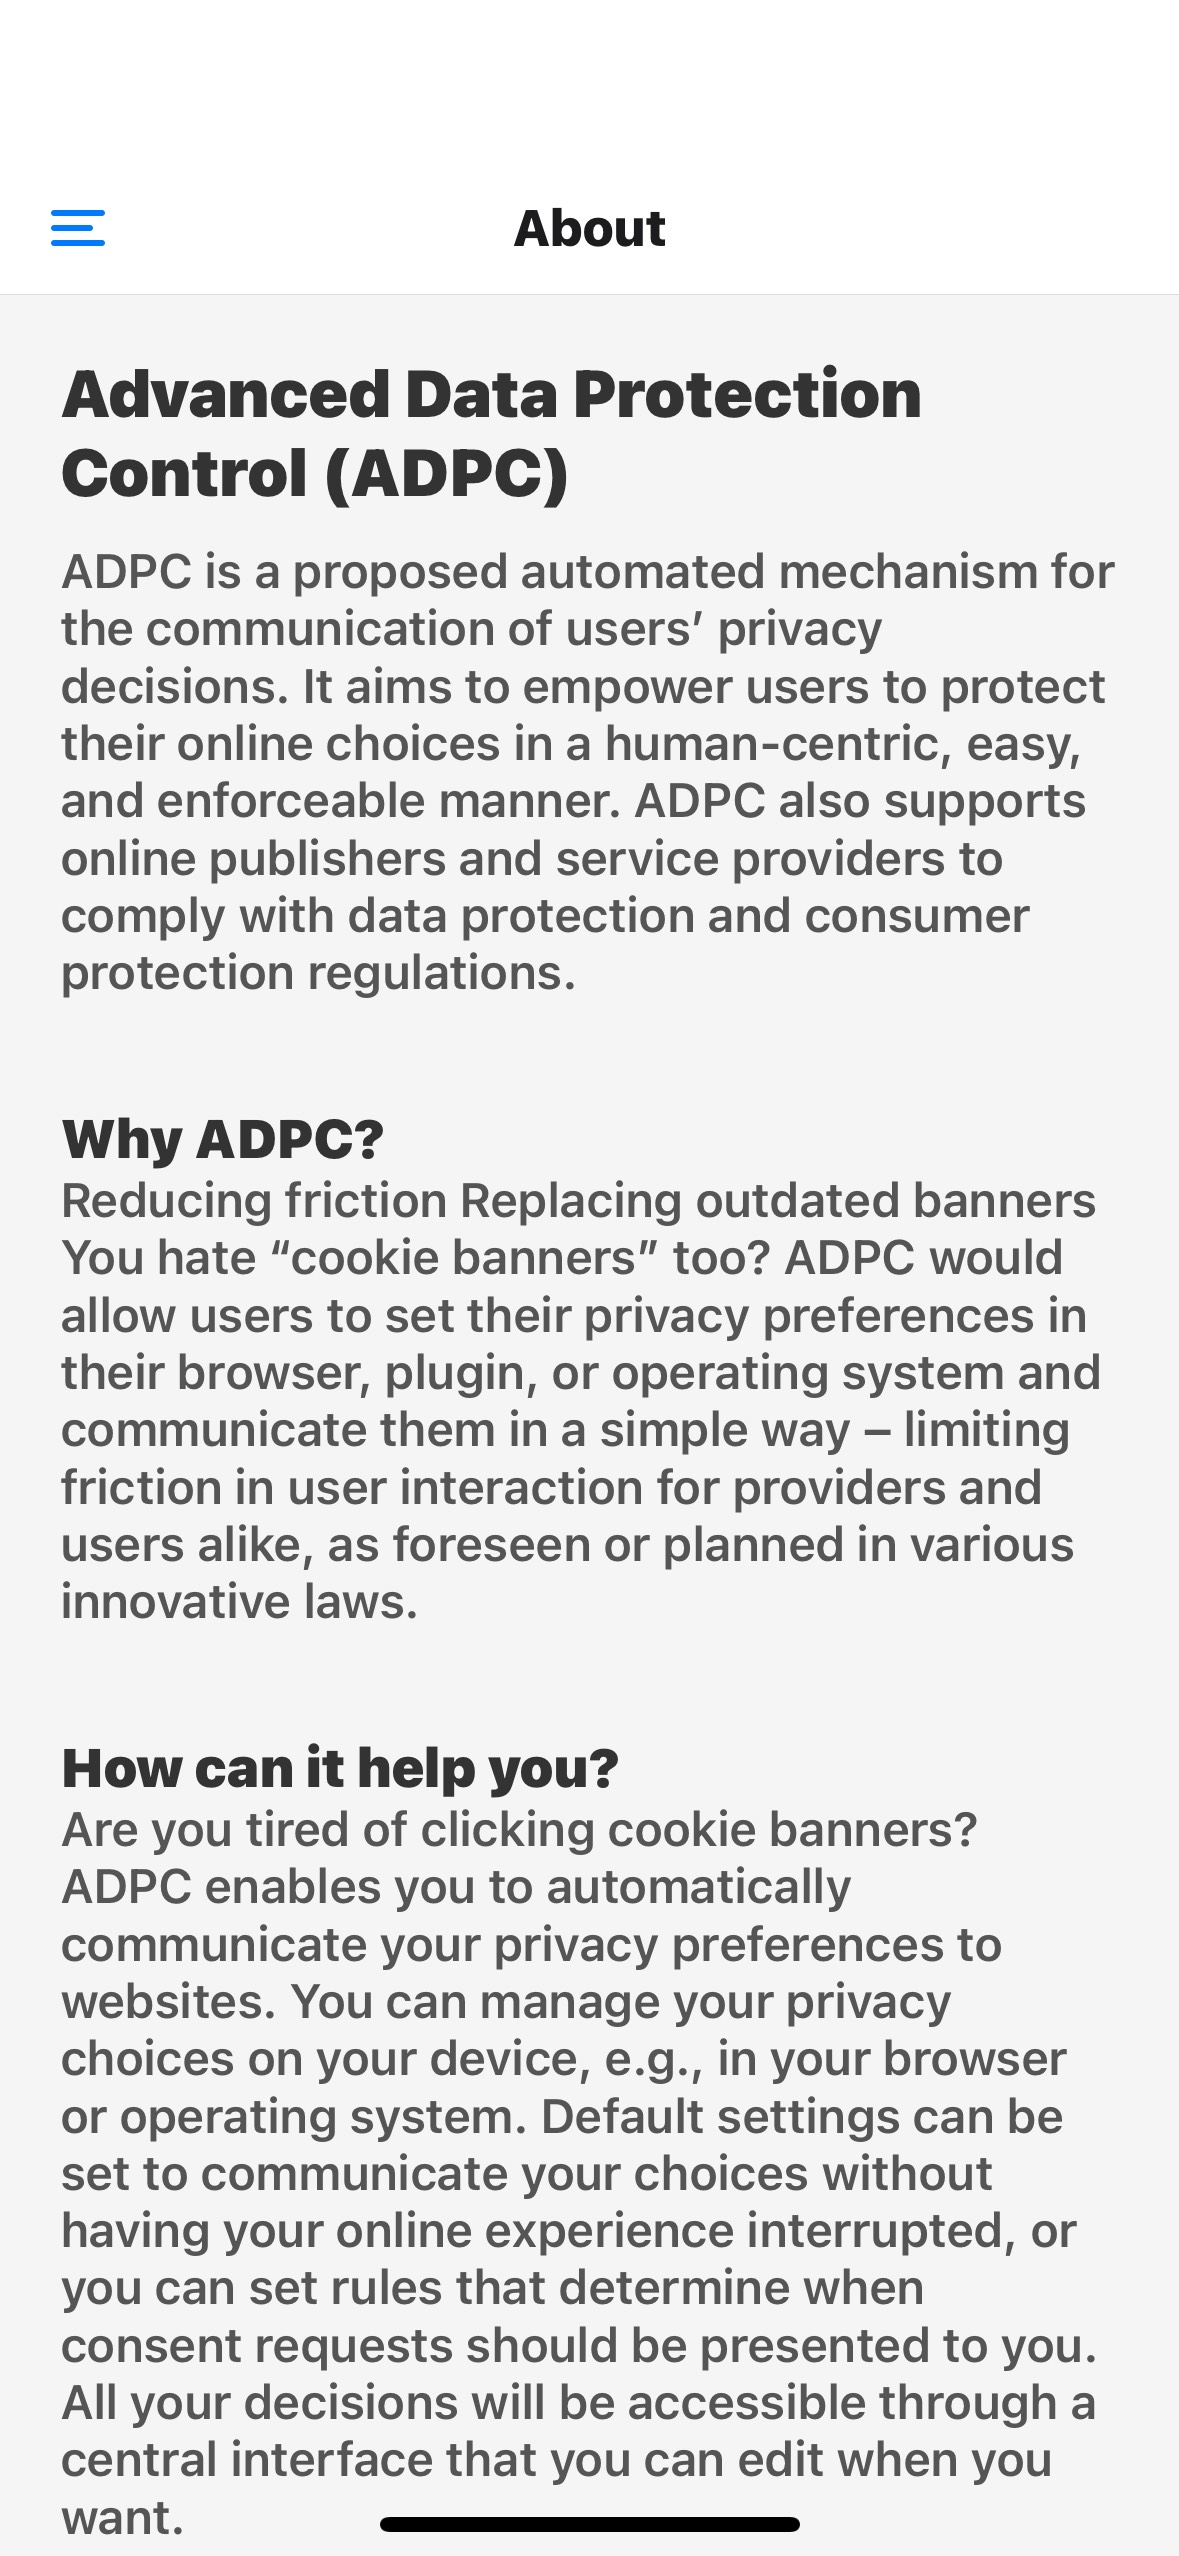 About
Advanced Data Protection
Control (ADPC)
ADPC is a proposed automated mechanism for
the communication of users’ privacy
decisions. It aims to empower users to protect
their online choices in a human-centric, easy,
and enforceable manner. ADPC also supports
online publishers and service providers to
comply with data protection and consumer
protection regulations.
Why ADPC?
Reducing friction Replacing outdated banners
You hate “cookie banners” too? ADPC would
allow users to set their privacy preferences in
their browser, plugin, or operating system and
communicate them in a simple way – limiting
friction in user interaction for providers and
users alike, as foreseen or planned in various
innovative laws.
How can it help you?
Are you tired of clicking cookie banners?
ADPC enables you to automatically
communicate your privacy preferences to
websites. You can manage your privacy
choices on your device, e.g., in your browser
or operating system. Default settings can be
set to communicate your choices without
having your online experience interrupted, or
you can set rules that determine when
consent requests should be presented to you.
All your decisions will be accessible through a
central interface that you can edit when you
want.